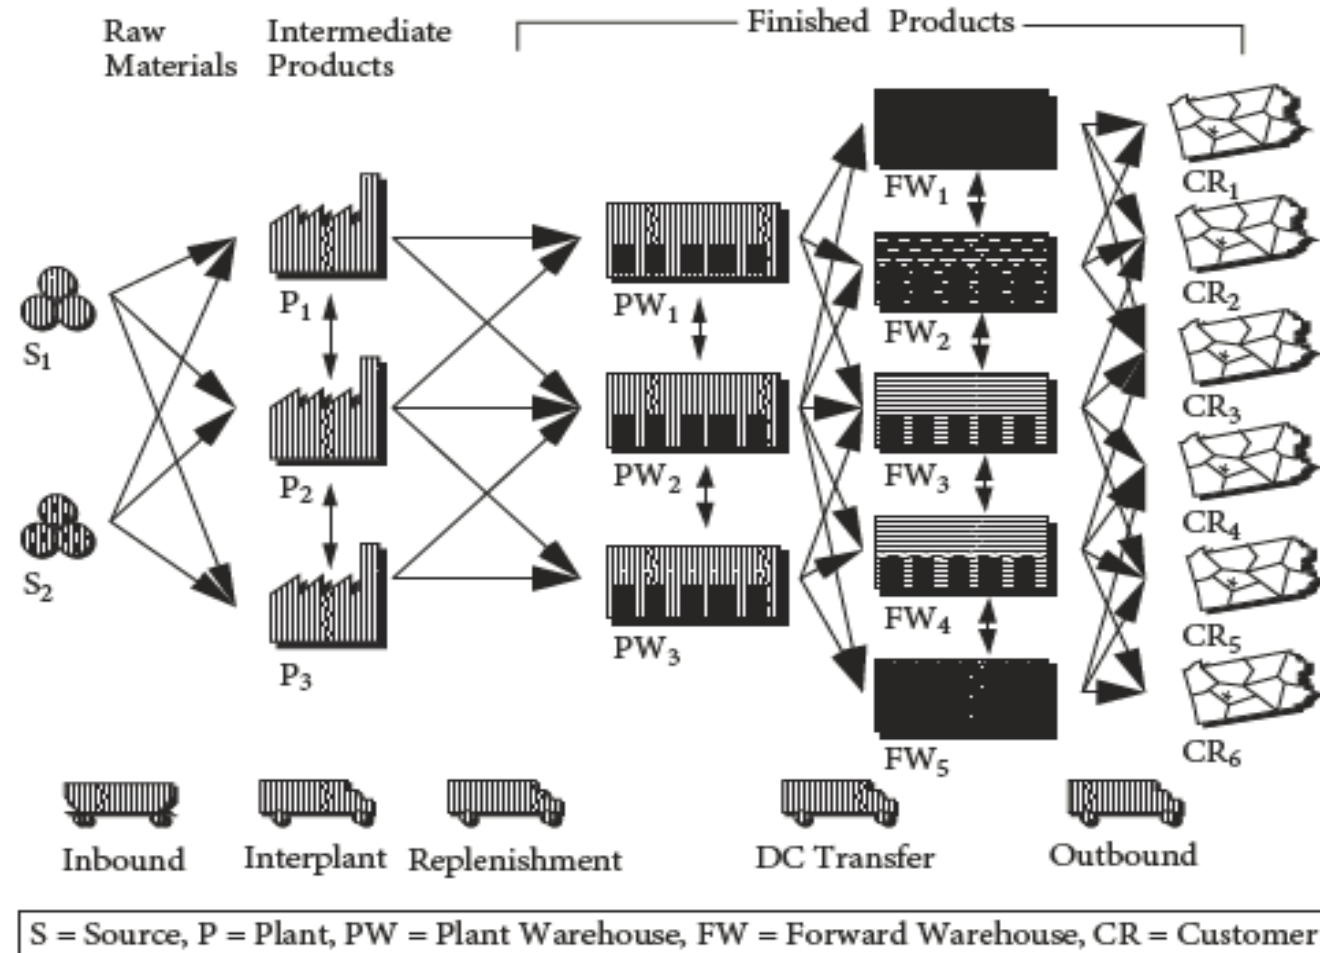 Raw
Materials
Intermediate
Products
Finished Products
S₁
S₂
P₁
P₂
P₃
PW₁
PW₂
PW₃
FW₁
FW₂
FW₃
FW₄
FW₅
CR₁
CR₂
CR₃
CR₄
CR₅
CR₆
Inbound
Interplant
Replenishment
DC Transfer
Outbound
S = Source, P = Plant, PW = Plant Warehouse, FW = Forward Warehouse, CR = Customer